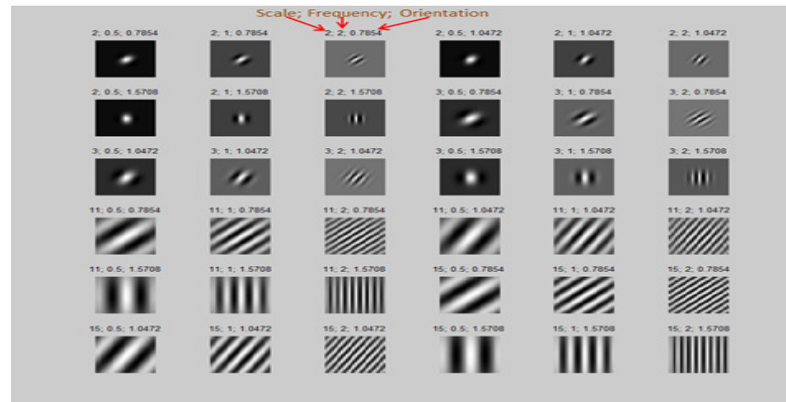 Scale; Frequency; Orientation
2; 0.5; 0.7854 2; 1; 0.7854 2; 2; 0.7854 2; 0.5; 1.0472 2; 1; 1.0472 2; 2; 1.0472
2; 0.5; 1.5708 2; 1; 1.5708 2; 2; 1.5708 3; 0.5; 0.7854 3; 1; 0.7854 3; 2; 0.7854
3; 0.5; 1.0472 3; 1; 1.0472 3; 2; 1.0472 3; 0.5; 1.5708 3; 1; 1.5708 3; 2; 1.5708
11; 0.5; 0.7854 11; 1; 0.7854 11; 2; 0.7854 11; 0.5; 1.0472 11; 1; 1.0472 11; 2; 1.0472
11; 0.5; 1.5708 11; 1; 1.5708 11; 2; 1.5708 15; 0.5; 0.7854 15; 1; 0.7854 15; 2; 0.7854
15; 0.5; 1.0472 15; 1; 1.0472 15; 2; 1.0472 15; 0.5; 1.5708 15; 1; 1.5708 15; 2; 1.5708